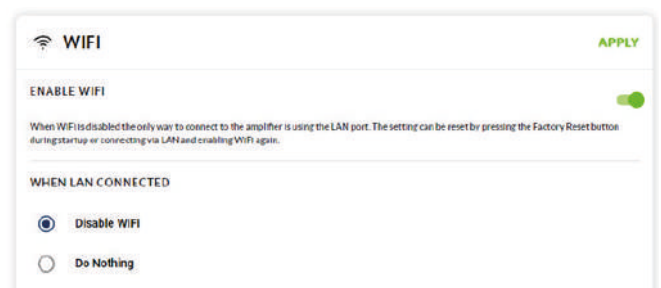 WIFI
APPLY
ENABLE WIFI
When WiFi is disabled the only way to connect to the amplifier is using the LAN port. The setting can be reset by pressing the Factory Reset button
during startup or connecting via LAN and enabling WiFi again.
WHEN LAN CONNECTED
Disable WiFi
Do Nothing